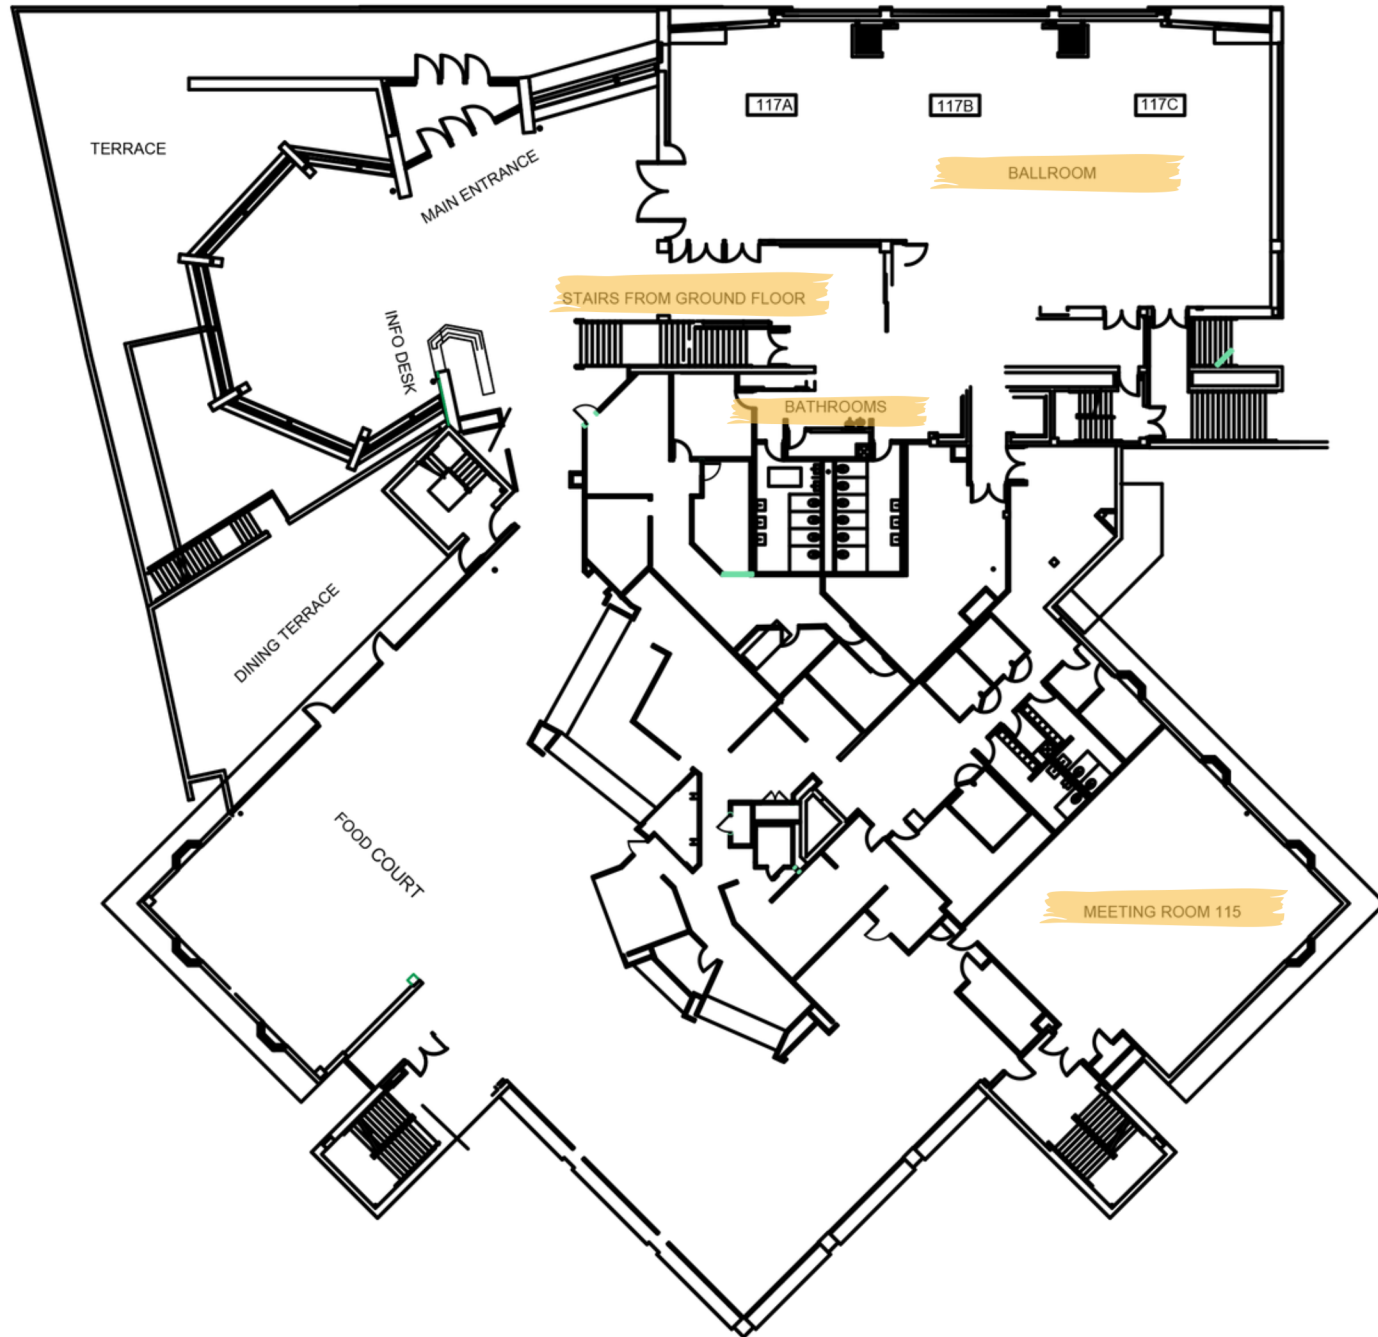 117A
117B
117C
TERRACE
BALLROOM
MAIN ENTRANCE
STAIRS FROM GROUND FLOOR
INFO DESK
BATHROOMS
DINING TERRACE
FOOD COURT
MEETING ROOM 115